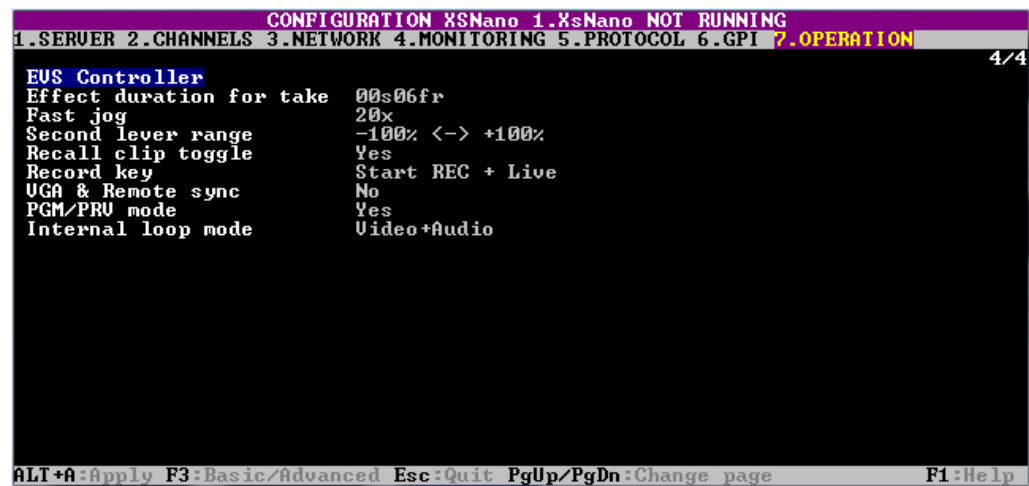 CONFIGURATION XSNano 1.XsNano NOT RUNNING
1.SERVER 2.CHANNELS 3.NETWORK 4.MONITORING 5.PROTOCOL 6.GPI 7.OPERATION
4/4
EVS Controller
Effect duration for take 00s06fr
Fast jog 20x
Second lever range -100% <-> +100%
Recall clip toggle Yes
Record key Start REC + Live
VGA & Remote sync No
PGM/PRV mode Yes
Internal loop mode Video+Audio
ALT+A:Apply F3:Basic/Advanced Esc:Quit PgUp/PgDn:Change page F1:Help